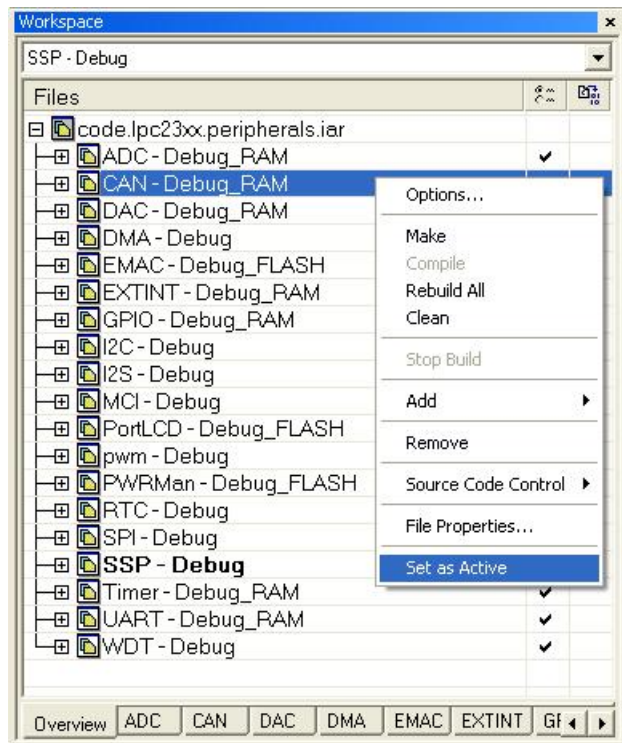 Workspace
SSP - Debug
Files
code.lpc23xx.peripherals.iar
ADC - Debug_RAM
CAN - Debug_RAM
DAC - Debug_RAM
DMA - Debug
EMAC - Debug_FLASH
EXTINT - Debug_RAM
GPIO - Debug_RAM
I2C - Debug
I2S - Debug
MCI - Debug
PortLCD - Debug_FLASH
pwm - Debug
PWRMan - Debug_FLASH
RTC - Debug
SPI - Debug
SSP - Debug
Timer - Debug_RAM
UART - Debug_RAM
WDT - Debug
Options...
Make
Compile
Rebuild All
Clean
Stop Build
Add
Remove
Source Code Control
File Properties...
Set as Active
Overview ADC CAN DAC DMA EMAC EXTINT